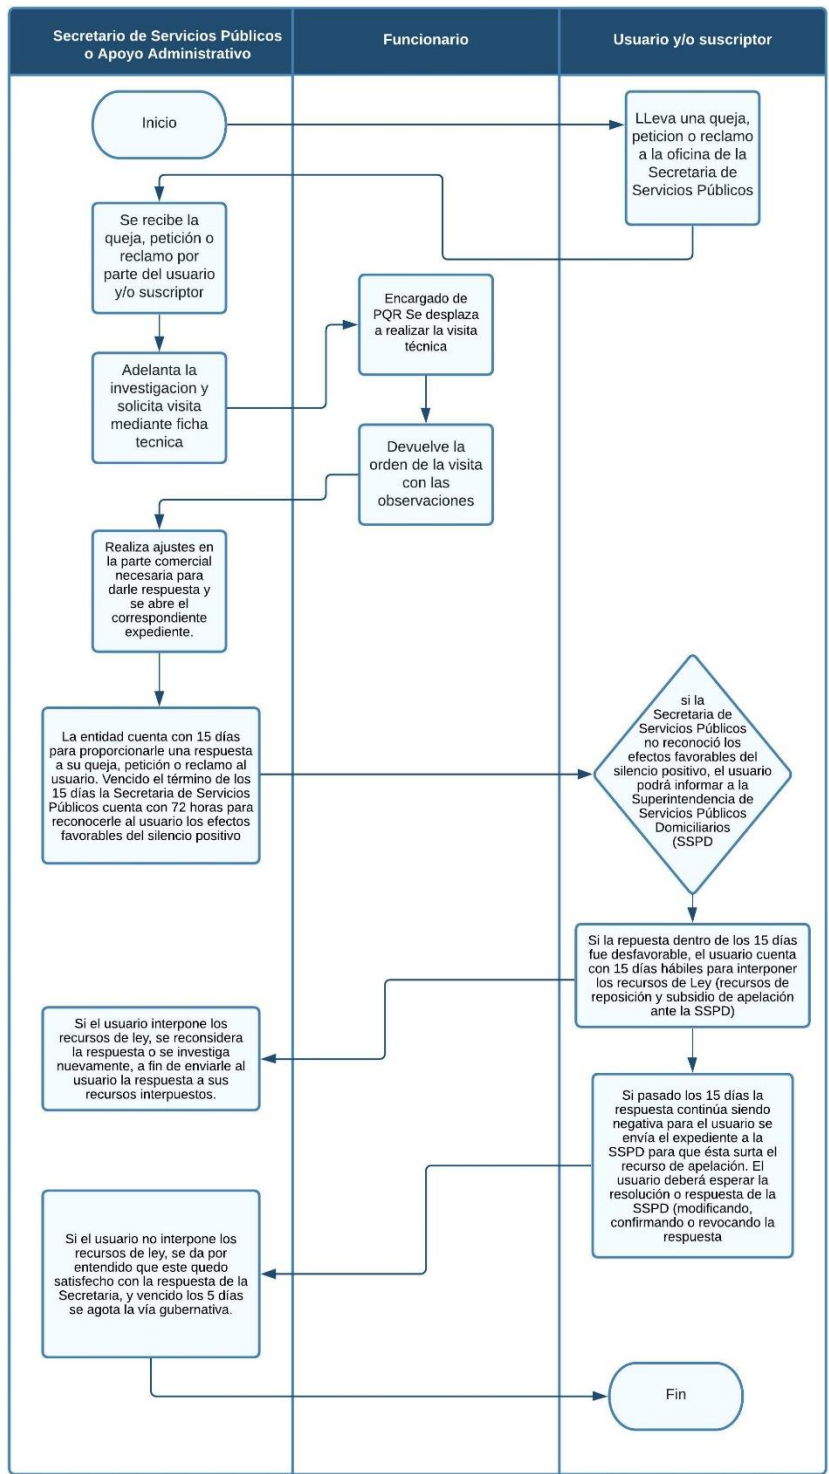 Secretario de Servicios Públicos
o Apoyo Administrativo
Funcionario
Usuario y/o suscriptor
Inicio
LLeva una queja,
peticion o reclamo
a la oficina de la
Secretaria de
Servicios Públicos
Se recibe la
queja, petición o
reclamo por
parte del usuario
y/o suscriptor
Encargado de
PQR Se desplaza
a realizar la visita
técnica
Adelanta la
investigacion y
solicita visita
mediante ficha
tecnica
Devuelve la
orden de la visita
con las
observaciones
Realiza ajustes en
la parte comercial
necesaria para
darle respuesta y
se abre el
correspondiente
expediente.
La entidad cuenta con 15 días
para proporcionarle una respuesta
a su queja, petición o reclamo al
usuario. Vencido el término de los
15 días la Secretaria de Servicios
Públicos cuenta con 72 horas para
reconocerle al usuario los efectos
favorables del silencio positivo
si la
Secretaria de
Servicios Públicos
no reconoció los
efectos favorables del
silencio positivo, el usuario
podrá informar a la
Superintendencia de
Servicios Públicos
Domiciliarios
(SSPD
Si la repuesta dentro de los 15 días
fue desfavorable, el usuario cuenta
con 15 días hábiles para interponer
los recursos de Ley (recursos de
reposición y subsidio de apelación
ante la SSPD)
Si el usuario interpone los
recursos de ley, se reconsidera
la respuesta o se investiga
nuevamente, a fin de enviarle al
usuario la respuesta a sus
recursos interpuestos.
Si pasado los 15 días la
respuesta continúa siendo
negativa para el usuario se
envía el expediente a la
SSPD para que ésta surta el
recurso de apelación. El
usuario deberá esperar la
resolución o respuesta de la
SSPD (modificando,
confirmando o revocando la
respuesta
Si el usuario no interpone los
recursos de ley, se da por
entendido que este quedo
satisfecho con la respuesta de la
Secretaria, y vencido los 5 días
se agota la vía gubernativa.
Fin